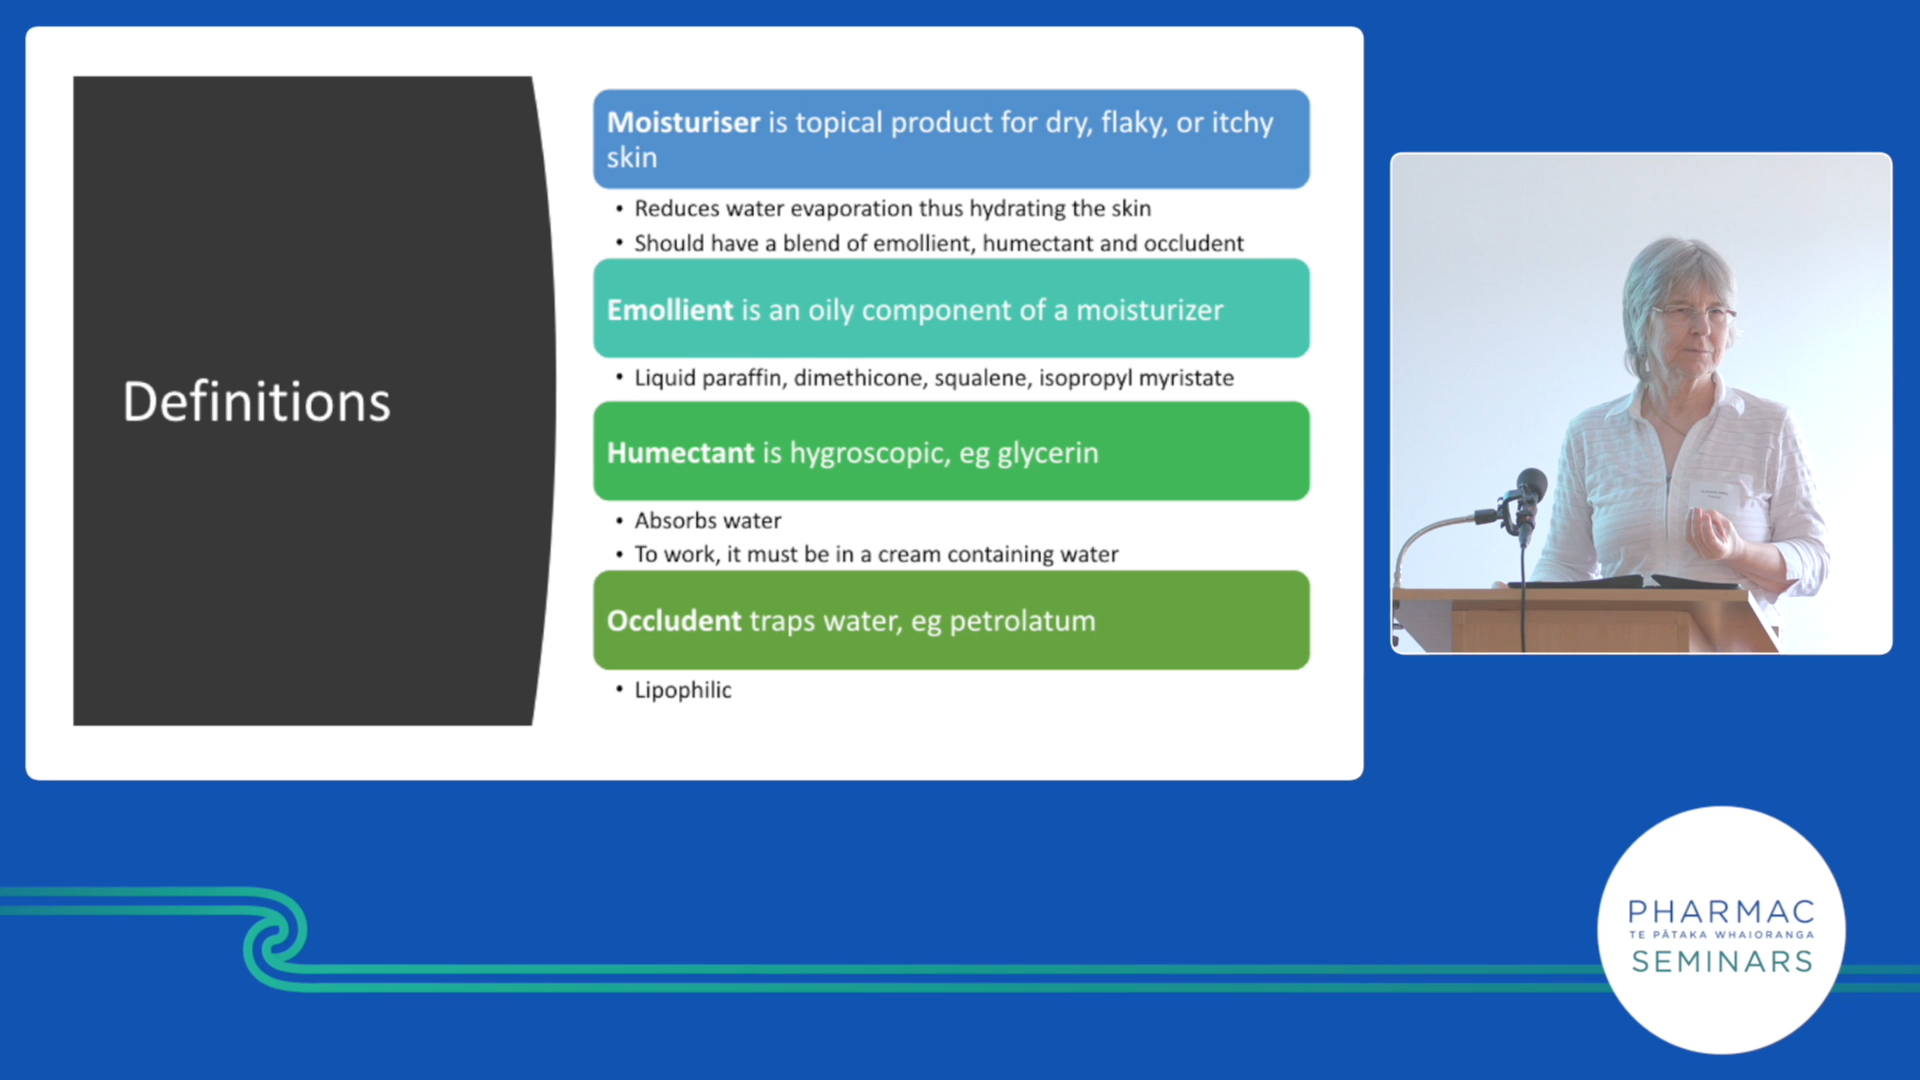 Definitions
Moisturiser is topical product for dry, flaky, or itchy
skin
• Reduces water evaporation thus hydrating the skin
• Should have a blend of emollient, humectant and occludent
Emollient is an oily component of a moisturizer
• Liquid paraffin, dimethicone, squalene, isopropyl myristate
Humectant is hygroscopic, eg glycerin
• Absorbs water
• To work, it must be in a cream containing water
Occludent traps water, eg petrolatum
• Lipophilic
PHARMAC
TE PĀTAKA WHAIORANGA
SEMINARS